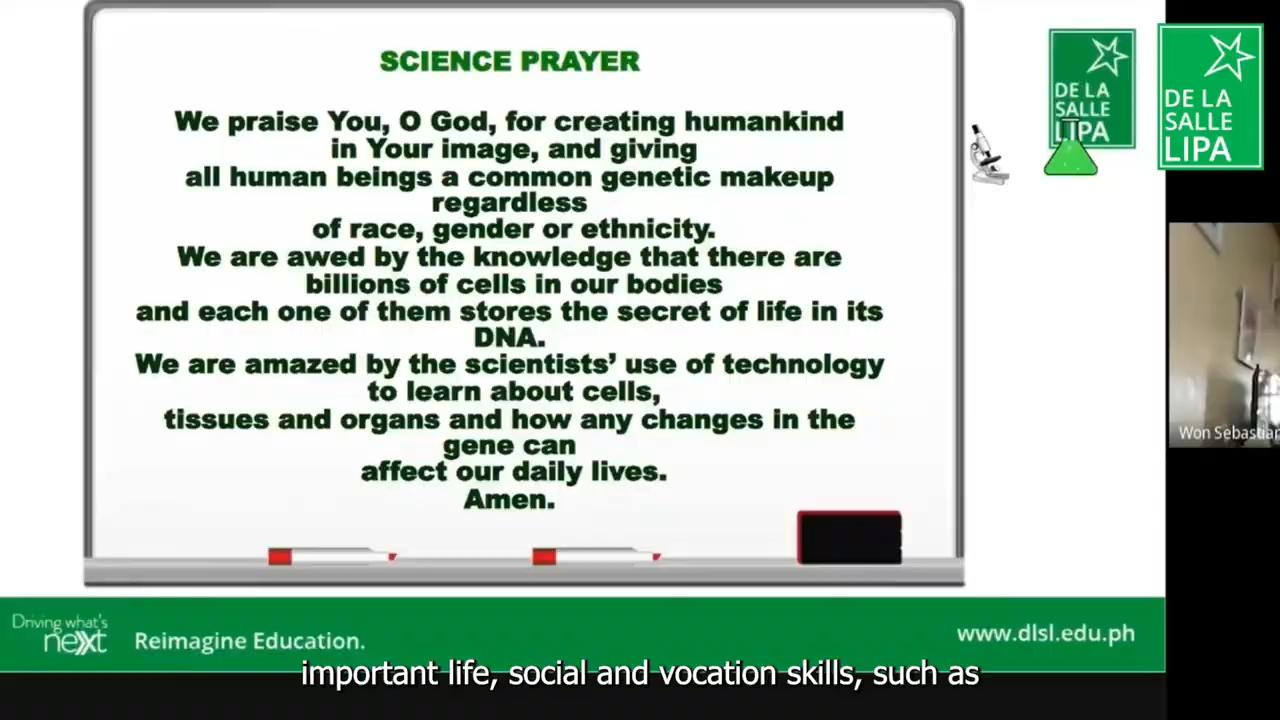 SCIENCE PRAYER
We praise You, O God, for creating humankind
in Your image, and giving
all human beings a common genetic makeup
regardless
of race, gender or ethnicity.
We are awed by the knowledge that there are
billions of cells in our bodies
and each one of them stores the secret of life in its
DNA.
We are amazed by the scientists’ use of technology
to learn about cells,
tissues and organs and how any changes in the
gene can
affect our daily lives.
Amen.
DE LA
SALLE
LIPA
DE LA
SALLE
LIPA
Won Sebastian
Driving what's
next
Reimagine Education.
www.dlsl.edu.ph
important life, social and vocation skills, such as